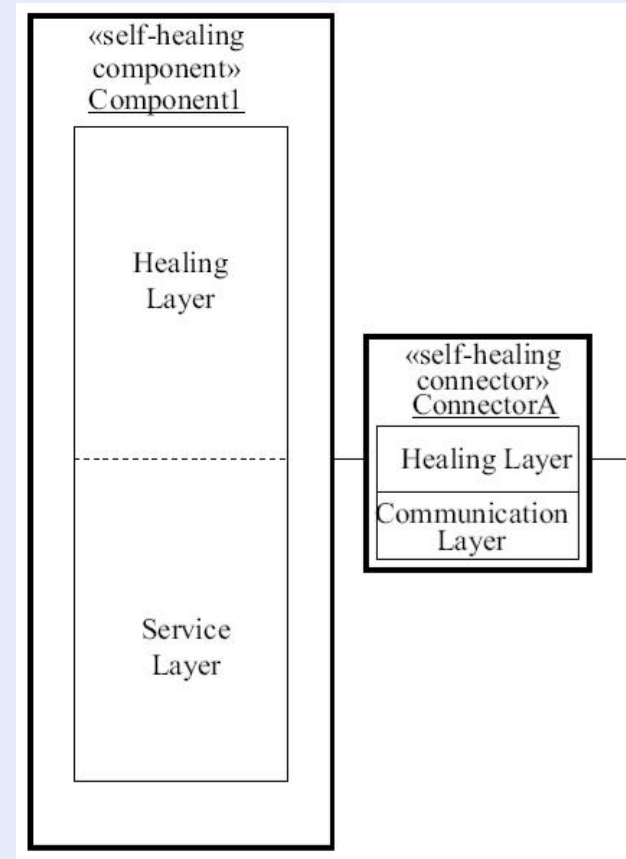 «self-healing
component»
Component1
Healing
Layer
Service
Layer
«self-healing
connector»
ConnectorA
Healing Layer
Communication
Layer